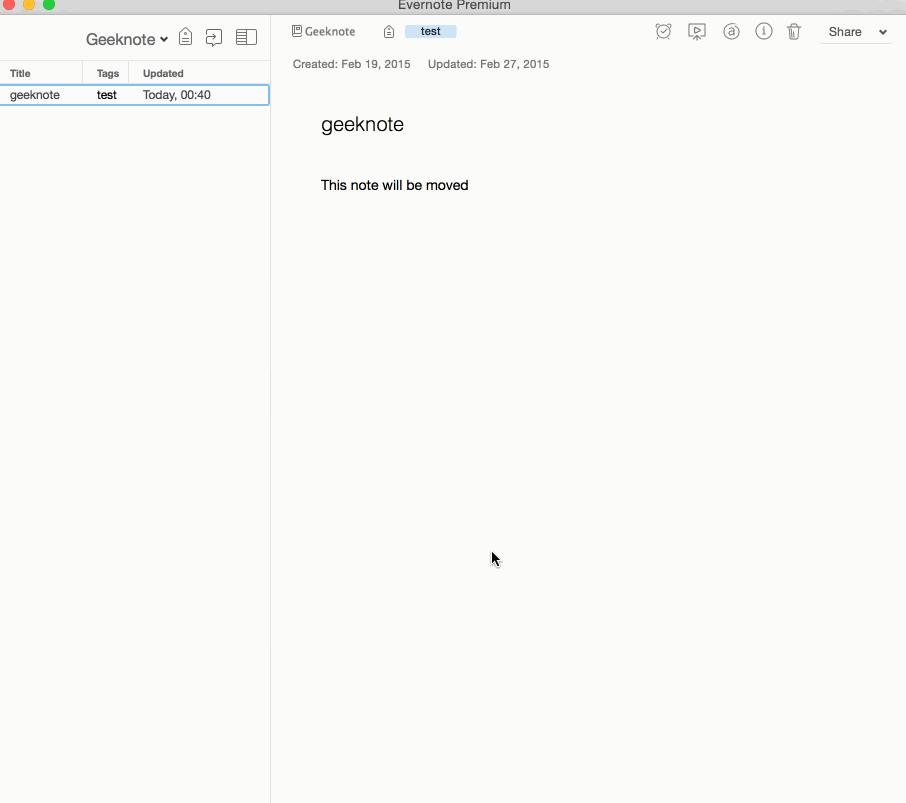 Evernote Premium
Geeknote
Title Tags Updated
geeknote test Today, 00:40
Geeknote test Share
Created: Feb 19, 2015 Updated: Feb 27, 2015
geeknote
This note will be moved